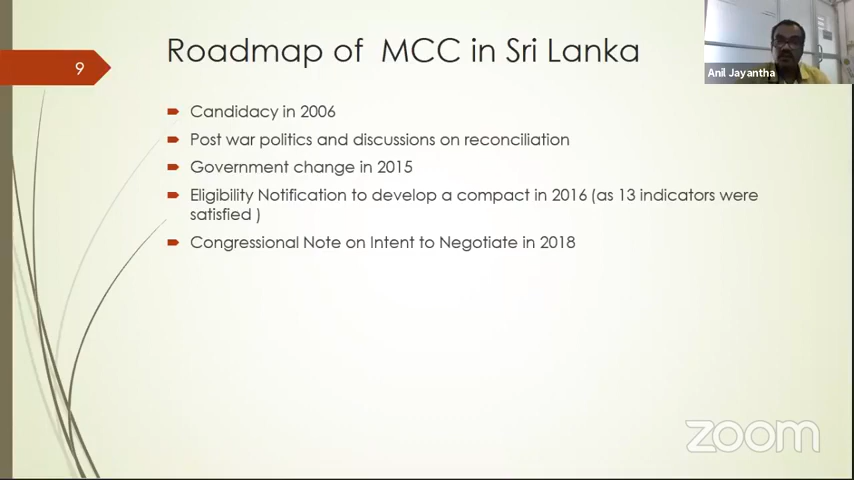 9
Roadmap of MCC in Sri Lanka
Anil Jayantha
Candidacy in 2006
Post war politics and discussions on reconciliation
Government change in 2015
Eligibility Notification to develop a compact in 2016 (as 13 indicators were
satisfied )
Congressional Note on Intent to Negotiate in 2018
zoom